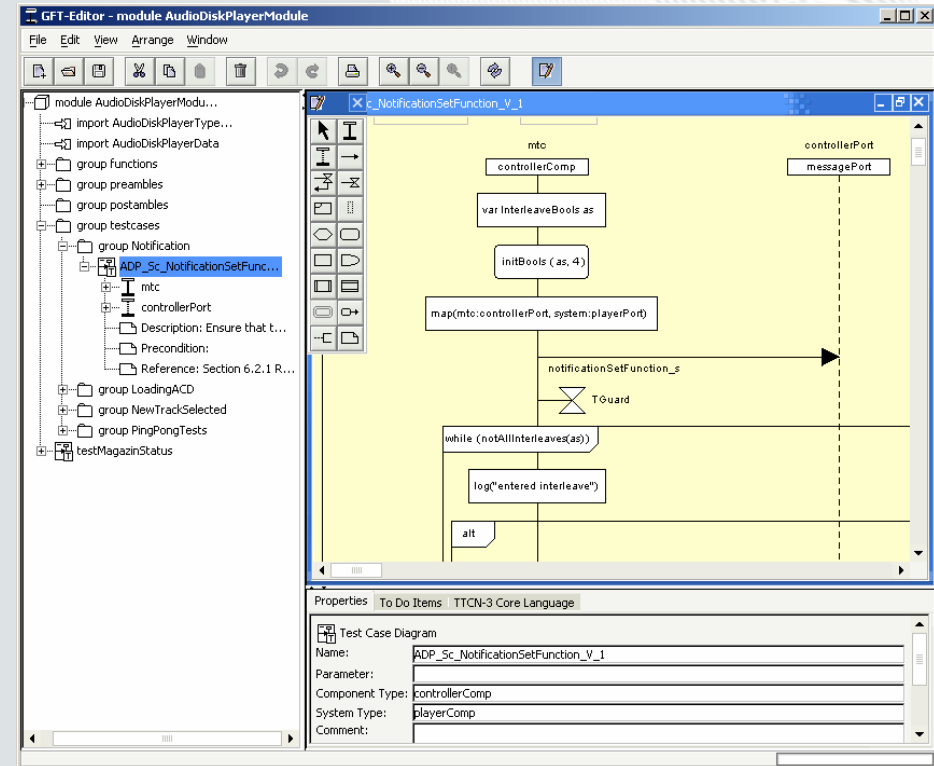 GFT-Editor - module AudioDiskPlayerModule
File Edit View Arrange Window
module AudioDiskPlayerModu...
import AudioDiskPlayerType...
import AudioDiskPlayerData
group functions
group preambles
group postambles
group testcases
group Notification
ADP_Sc_NotificationSetFunc...
mtc
controllerPort
Description: Ensure that t...
Precondition:
Reference: Section 6.2.1 R...
group LoadingACD
group NewTrackSelected
group PingPongTests
testMagazinStatus
c_NotificationSetFunction_V_1
mtc
controllerComp
controllerPort
messagePort
var InterleaveBools as
initBools (as, 4)
map(mtc:controllerPort, system:playerPort)
notificationSetFunction_s
TGuard
while (notAllInterleaves(as))
log("entered interleave")
alt
Properties To Do Items TTCN-3 Core Language
Test Case Diagram
Name: ADP_Sc_NotificationSetFunction_V_1
Parameter:
Component Type: controllerComp
System Type: playerComp
Comment: